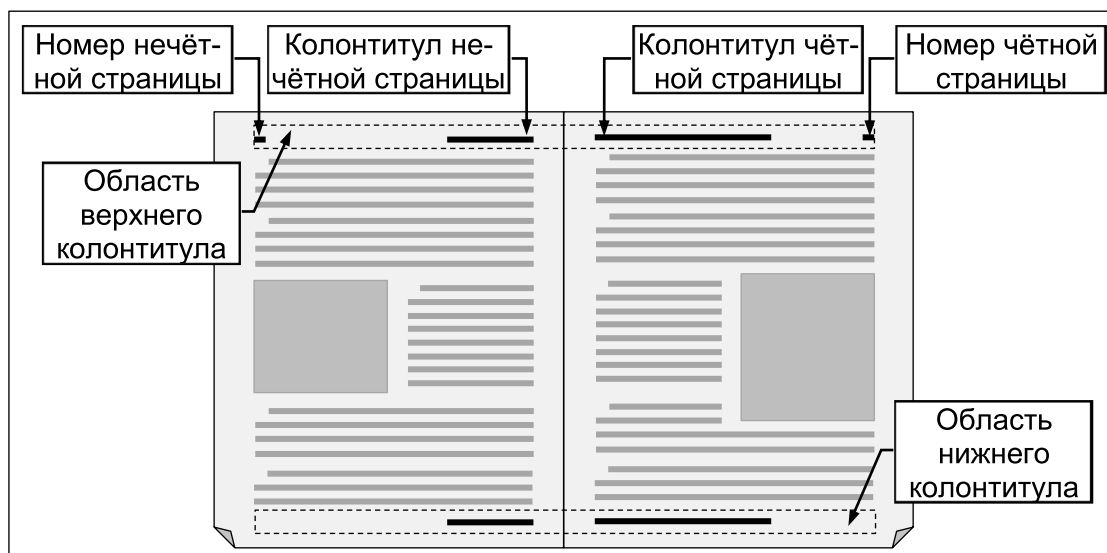 Номер нечёт-
ной страницы
Колонтитул не-
чётной страницы
Колонтитул чёт-
ной страницы
Номер чётной
страницы
Область
верхнего
колонтитула
Область
нижнего
колонтитула